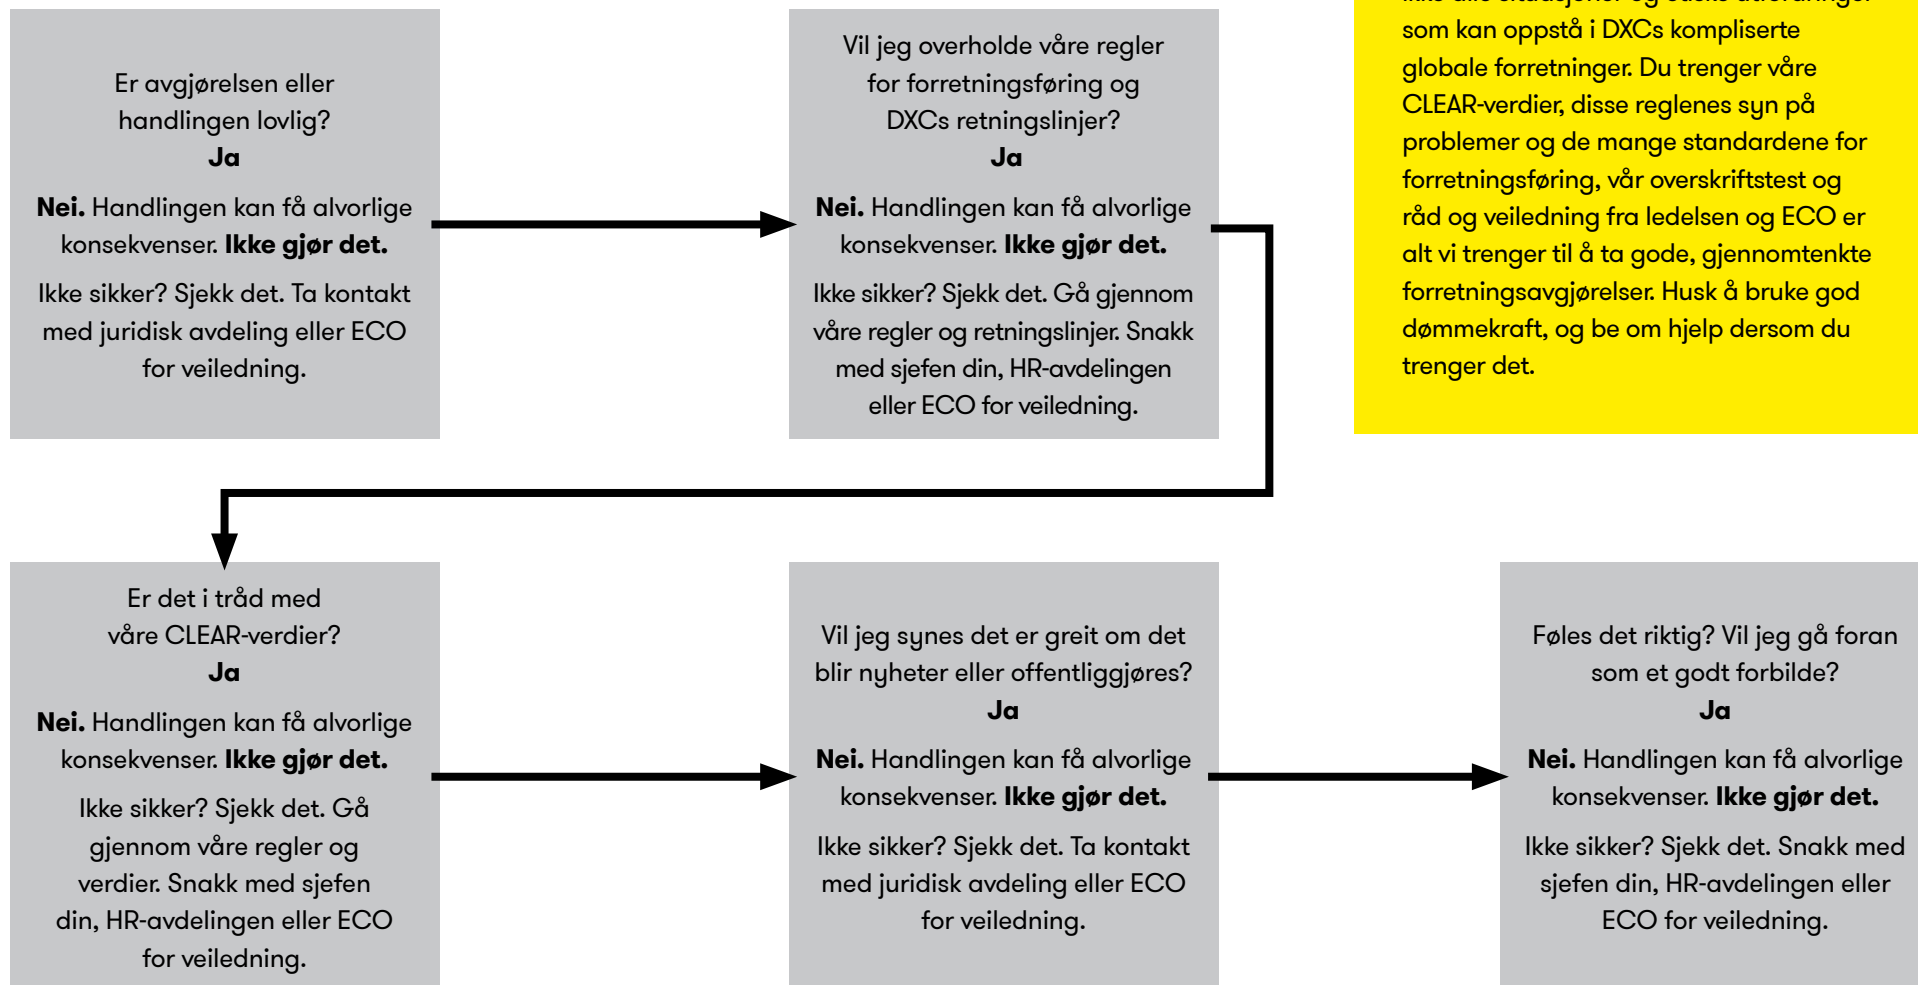 Er avgjørelsen eller
handlingen lovlig?
Ja
Nei. Handlingen kan få alvorlige
konsekvenser. Ikke gjør det.
Ikke sikker? Sjekk det. Ta kontakt
med juridisk avdeling eller ECO
for veiledning.
Vil jeg overholde våre regler
for forretningsføring og
DXCs retningslinjer?
Ja
Nei. Handlingen kan få alvorlige
konsekvenser. Ikke gjør det.
Ikke sikker? Sjekk det. Gå gjennom
våre regler og retningslinjer. Snakk
med sjefen din, HR-avdelingen
eller ECO for veiledning.
som kan oppstå i DXCs kompliserte
globale forretninger. Du trenger våre
CLEAR-verdier, disse reglenes syn på
problemer og de mange standardene for
forretningsføring, vår overskriftstest og
råd og veiledning fra ledelsen og ECO er
alt vi trenger til å ta gode, gjennomtenkte
forretningsavgjørelser. Husk å bruke god
dømmekraft, og be om hjelp dersom du
trenger det.
Er det i tråd med
våre CLEAR-verdier?
Ja
Nei. Handlingen kan få alvorlige
konsekvenser. Ikke gjør det.
Ikke sikker? Sjekk det. Gå
gjennom våre regler og
verdier. Snakk med sjefen
din, HR-avdelingen eller ECO
for veiledning.
Vil jeg synes det er greit om det
blir nyheter eller offentliggjøres?
Ja
Nei. Handlingen kan få alvorlige
konsekvenser. Ikke gjør det.
Ikke sikker? Sjekk det. Ta kontakt
med juridisk avdeling eller ECO
for veiledning.
Føles det riktig? Vil jeg gå foran
som et godt forbilde?
Ja
Nei. Handlingen kan få alvorlige
konsekvenser. Ikke gjør det.
Ikke sikker? Sjekk det. Snakk med
sjefen din, HR-avdelingen eller
ECO for veiledning.